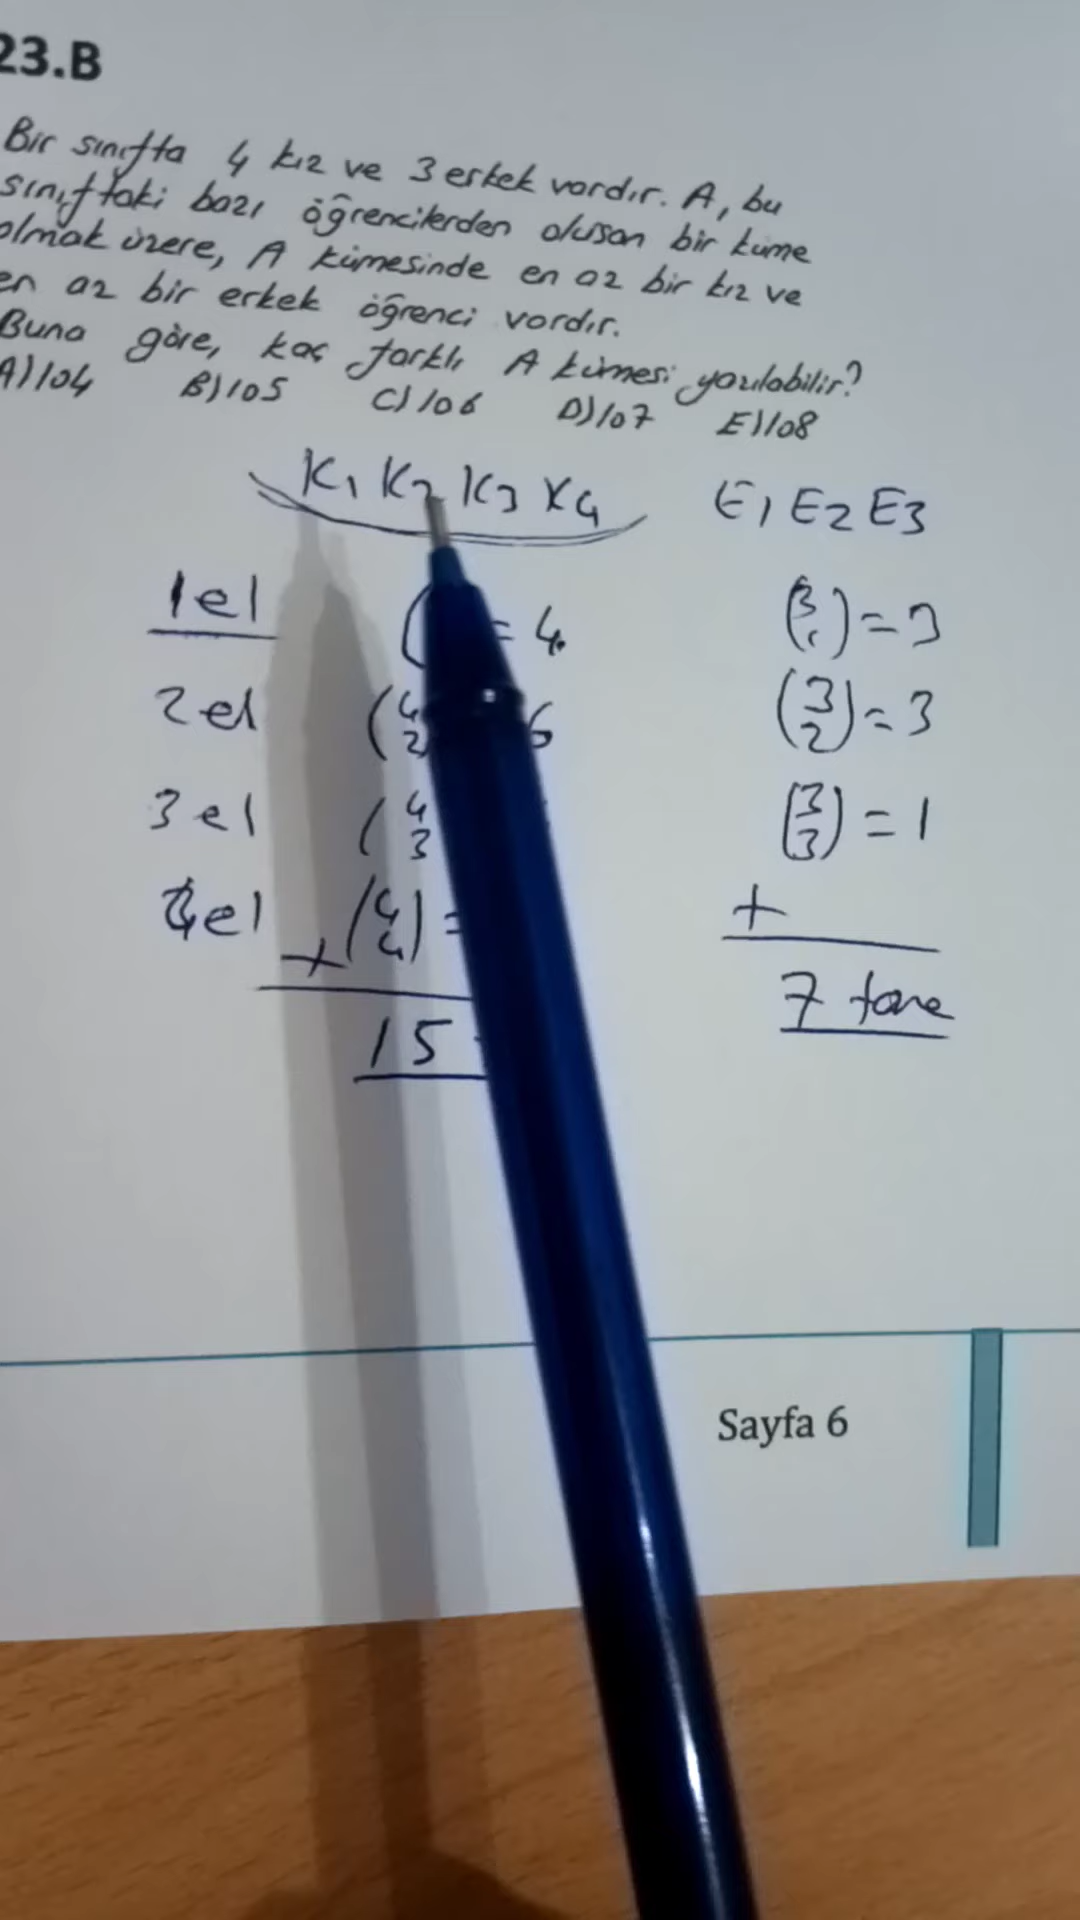 23.B
Bir sınıfta 4 kız ve 3 erkek vardır. A, bu
sınıftaki bazı öğrencilerden oluşan bir küme
olmak üzere, A kümesinde en az bir kız ve
en az bir erkek öğrenci vardır.
Buna göre, kaç farklı A kümesi yazılabilir?
A) 104 B) 105 C) 106 D) 107 E) 108
K1 K2 K3 K4 E1 E2 E3
1 el ( = 4 (3 1) = 3
2 el (4 2 6 (3 2) = 3
3 el (4 3 (3 3) = 1
4 el + (4 4) = +
15 7 tane
Sayfa 6